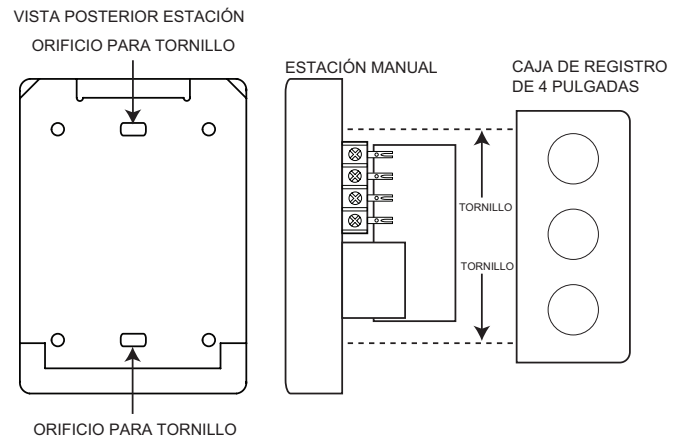 VISTA POSTERIOR ESTACIÓN
ORIFICIO PARA TORNILLO
ESTACIÓN MANUAL
CAJA DE REGISTRO
DE 4 PULGADAS
TORNILLO
TORNILLO
ORIFICIO PARA TORNILLO